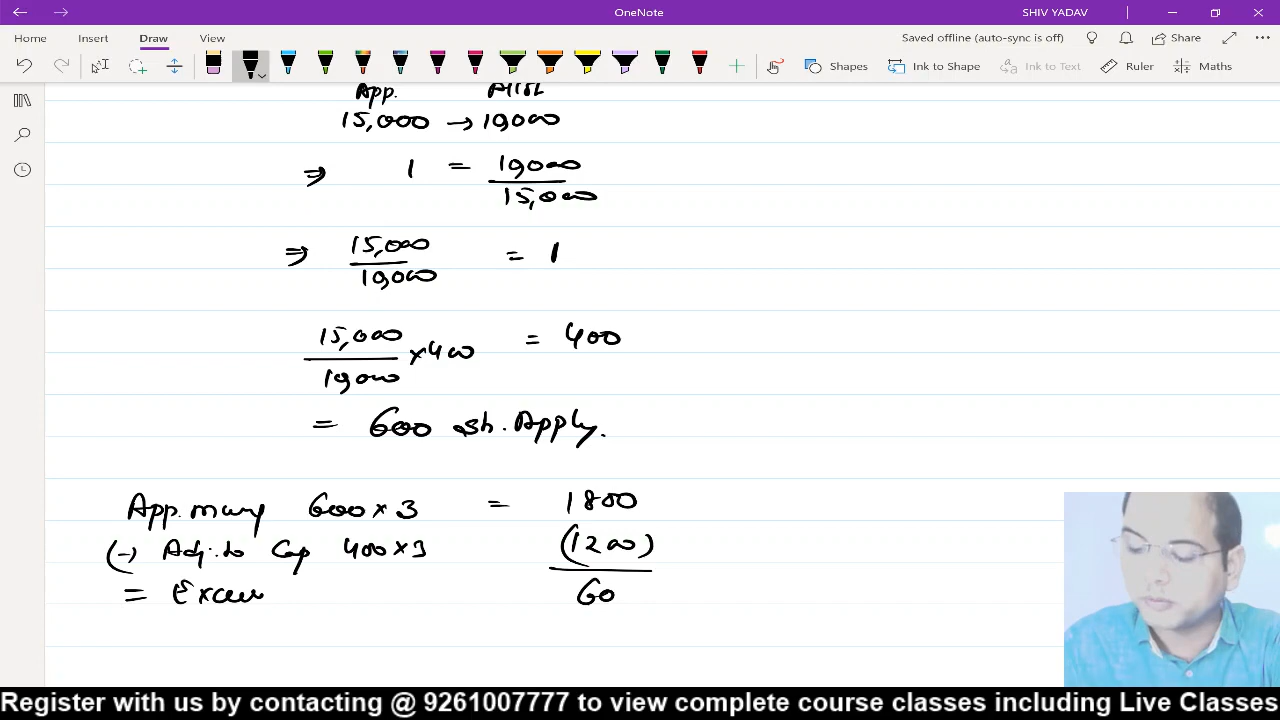 OneNote
SHIV YADAV
Home Insert Draw View
Saved offline (auto-sync is off)
Share
Shapes
Ink to Shape
Ink to Text
Ruler
Maths
App. Allot
15,000 → 10,000
⇒ 1 = 10,000 / 15,000
⇒ 15,000 / 10,000 = 1
15,000 / 10,000 × 400 = 400
= 600 sh. Apply.
App. money 600 × 3 = 1800
(-) Adj. to Cap 400 × 3 (1200)
= Excess 60
Register with us by contacting @ 9261007777 to view complete course classes including Live Classes